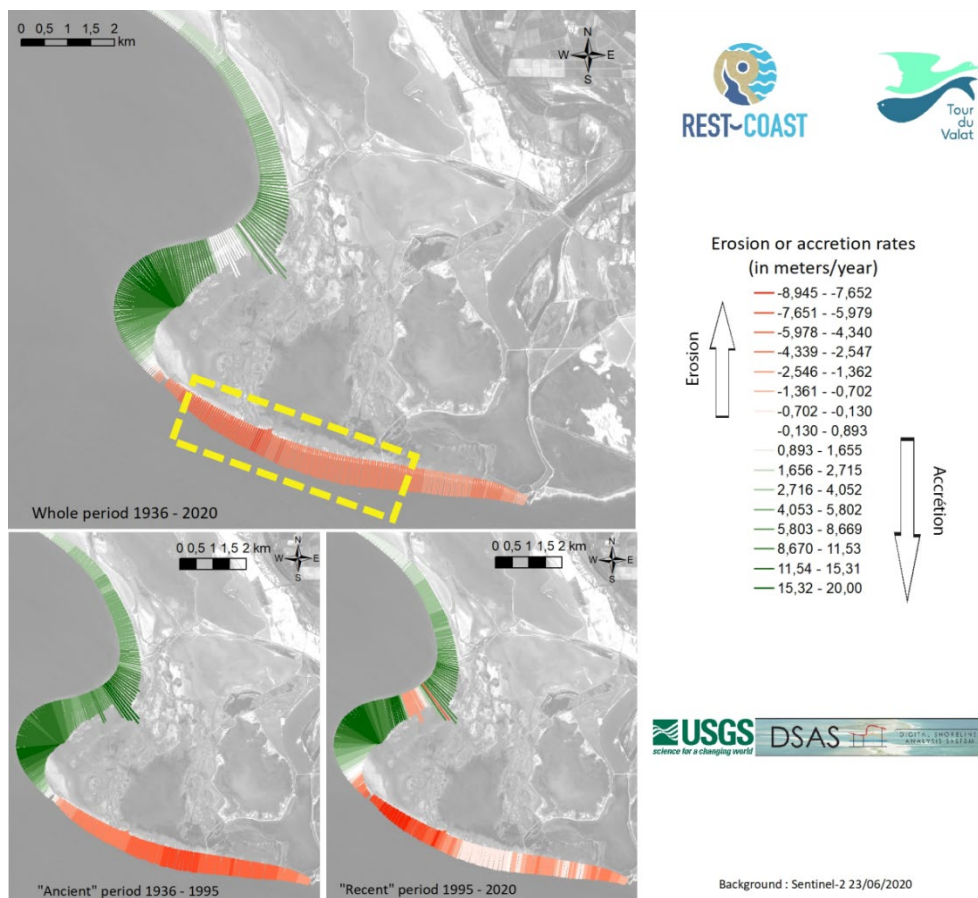 0 0,5 1 1,5 2
km
N
W E
S
Whole period 1936 - 2020
0 0,5 1 1,5 2 km
N
W E
S
"Ancient" period 1936 - 1995
0 0,5 1 1,5 2 km
N
W E
S
"Recent" period 1995 - 2020
REST~COAST
Tour
du
Valat
Erosion or accretion rates
(in meters/year)
-8,945 - -7,652
-7,651 - -5,979
-5,978 - -4,340
-4,339 - -2,547
-2,546 - -1,362
-1,361 - -0,702
-0,702 - -0,130
-0,130 - 0,893
0,893 - 1,655
1,656 - 2,715
2,716 - 4,052
4,053 - 5,802
5,803 - 8,669
8,670 - 11,53
11,54 - 15,31
15,32 - 20,00
Erosion
Accrétion
USGS
science for a changing world
DSAS
DIGITAL SHORELINE
ANALYSIS SYSTEM
Background : Sentinel-2 23/06/2020